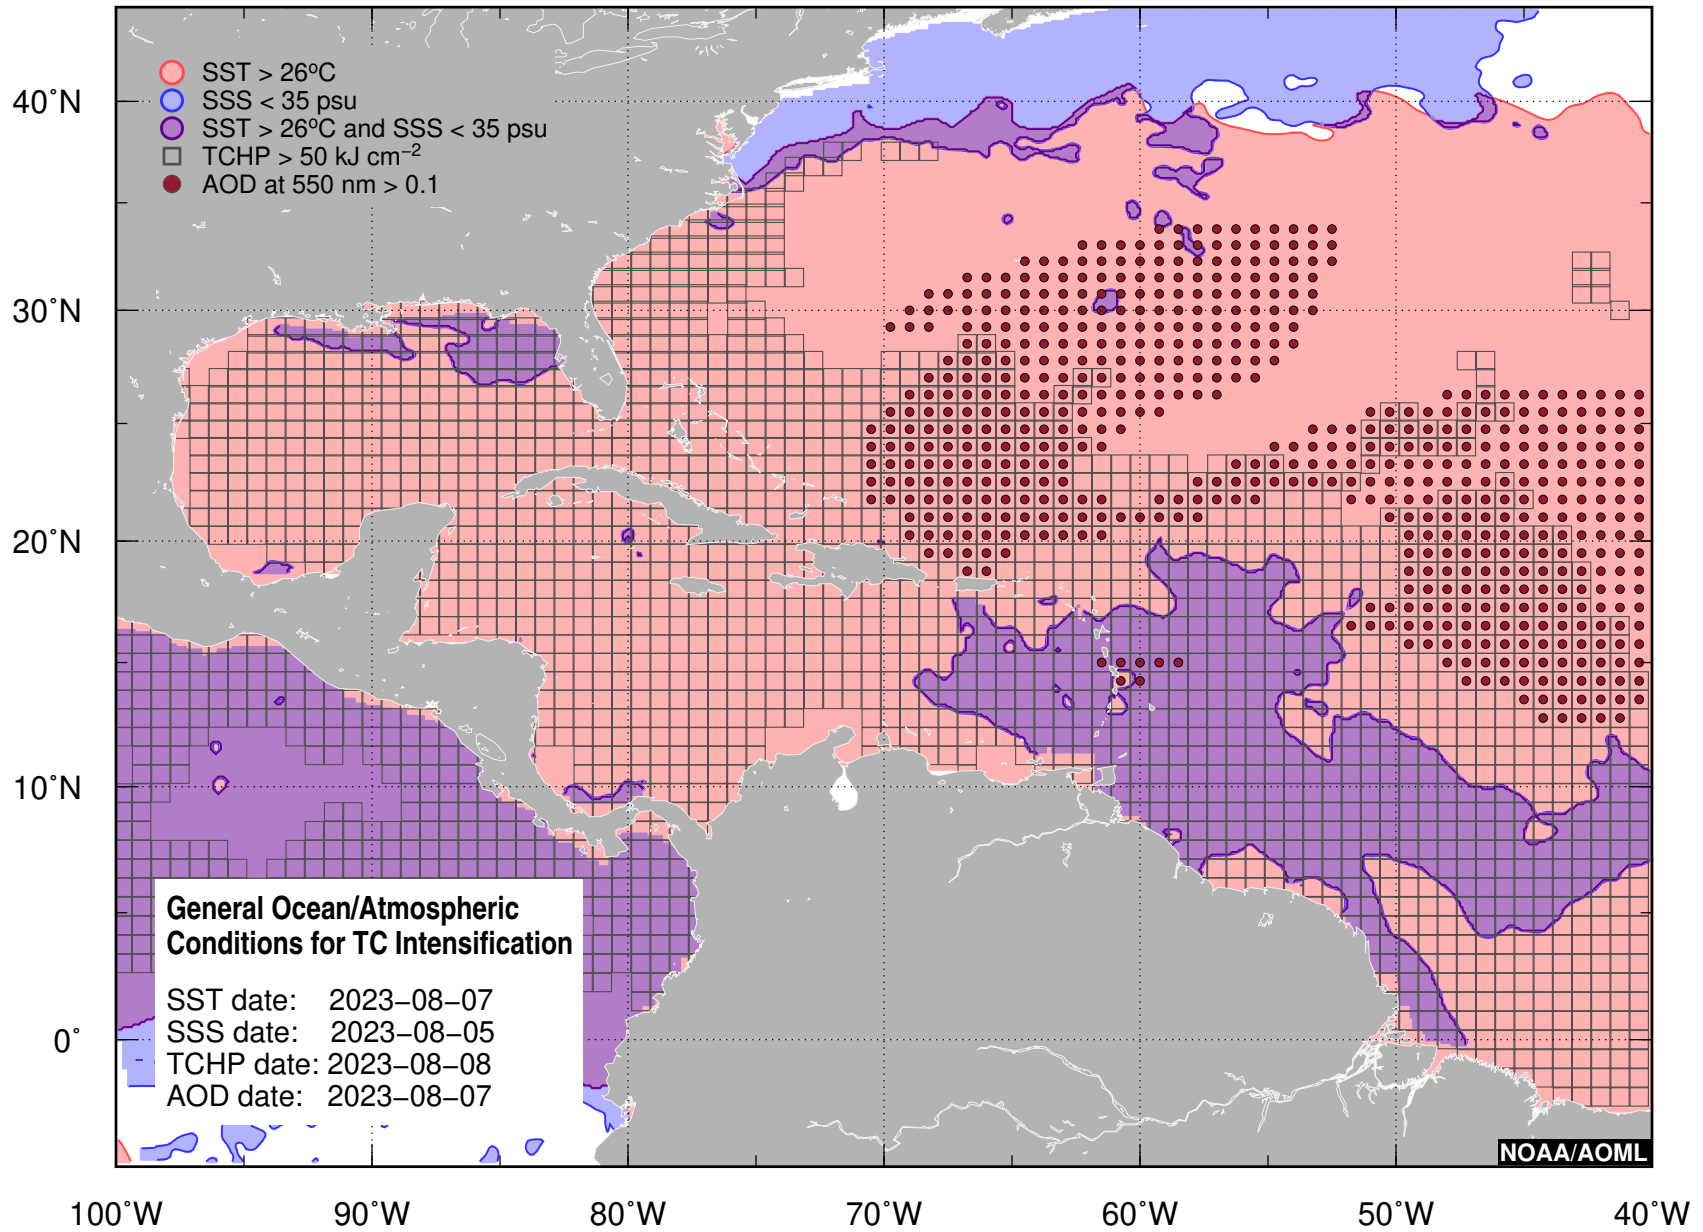 SST > 26°C
SSS < 35 psu
SST > 26°C and SSS < 35 psu
TCHP > 50 kJ cm⁻²
AOD at 550 nm > 0.1
40°N
30°N
20°N
10°N
0°
General Ocean/Atmospheric
Conditions for TC Intensification
SST date: 2023−08−07
SSS date: 2023−08−05
TCHP date: 2023−08−08
AOD date: 2023−08−07
NOAA/AOML
100°W 90°W 80°W 70°W 60°W 50°W 40°W